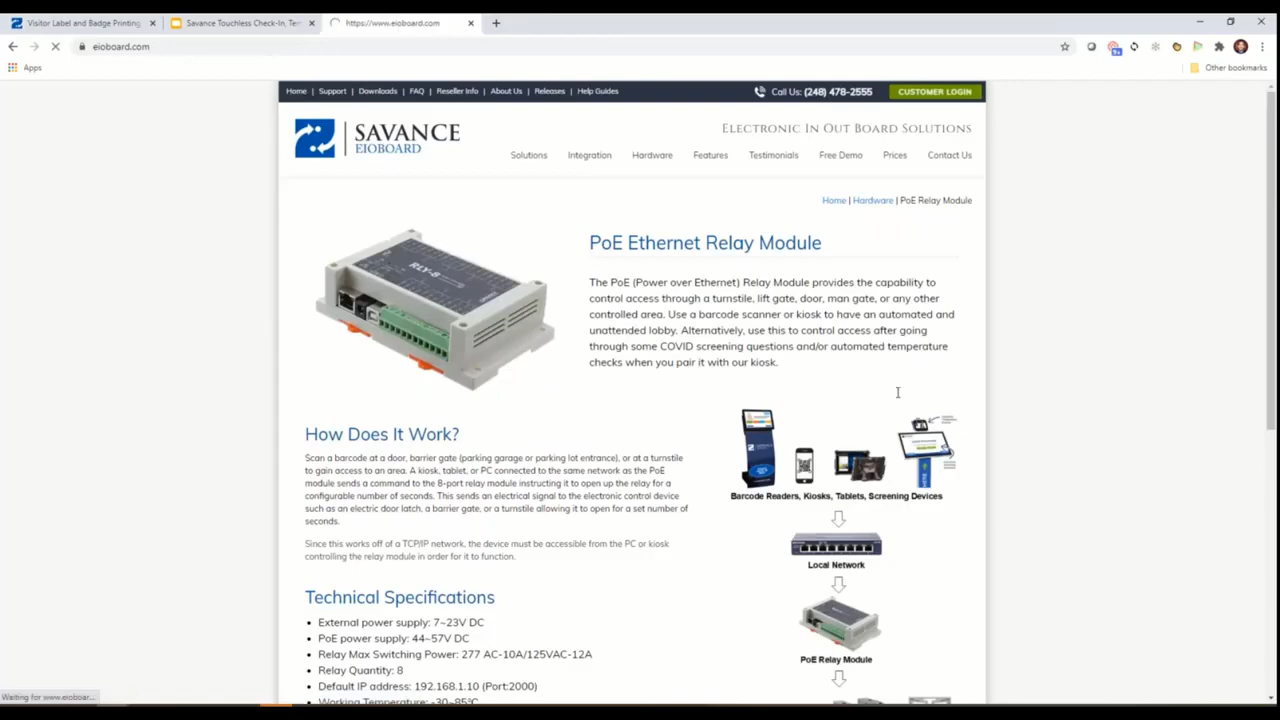 Visitor Label and Badge Printing
Savance Touchless Check-In, Tem
https://www.eioboard.com
eioboard.com
Apps
Other bookmarks
Home | Support | Downloads | FAQ | Reseller Info | About Us | Releases | Help Guides
Call Us: (248) 478-2555
CUSTOMER LOGIN
SAVANCE
EIOBOARD
ELECTRONIC IN OUT BOARD SOLUTIONS
Solutions Integration Hardware Features Testimonials Free Demo Prices Contact Us
Home | Hardware | PoE Relay Module
RLY-8
PoE Ethernet Relay Module
The PoE (Power over Ethernet) Relay Module provides the capability to
control access through a turnstile, lift gate, door, man gate, or any other
controlled area. Use a barcode scanner or kiosk to have an automated and
unattended lobby. Alternatively, use this to control access after going
through some COVID screening questions and/or automated temperature
checks when you pair it with our kiosk.
How Does It Work?
Scan a barcode at a door, barrier gate (parking garage or parking lot entrance), or at a turnstile
to gain access to an area. A kiosk, tablet, or PC connected to the same network as the PoE
module sends a command to the 8-port relay module instructing it to open up the relay for a
configurable number of seconds. This sends an electrical signal to the electronic control device
such as an electric door latch, a barrier gate, or a turnstile allowing it to open for a set number of
seconds.
Since this works off of a TCP/IP network, the device must be accessible from the PC or kiosk
controlling the relay module in order for it to function.
Barcode Readers, Kiosks, Tablets, Screening Devices
Local Network
PoE Relay Module
Technical Specifications
• External power supply: 7~23V DC
• PoE power supply: 44~57V DC
• Relay Max Switching Power: 277 AC-10A/125VAC-12A
• Relay Quantity: 8
• Default IP address: 192.168.1.10 (Port:2000)
• Working Temperature: -30~85℃
Waiting for www.eioboar...